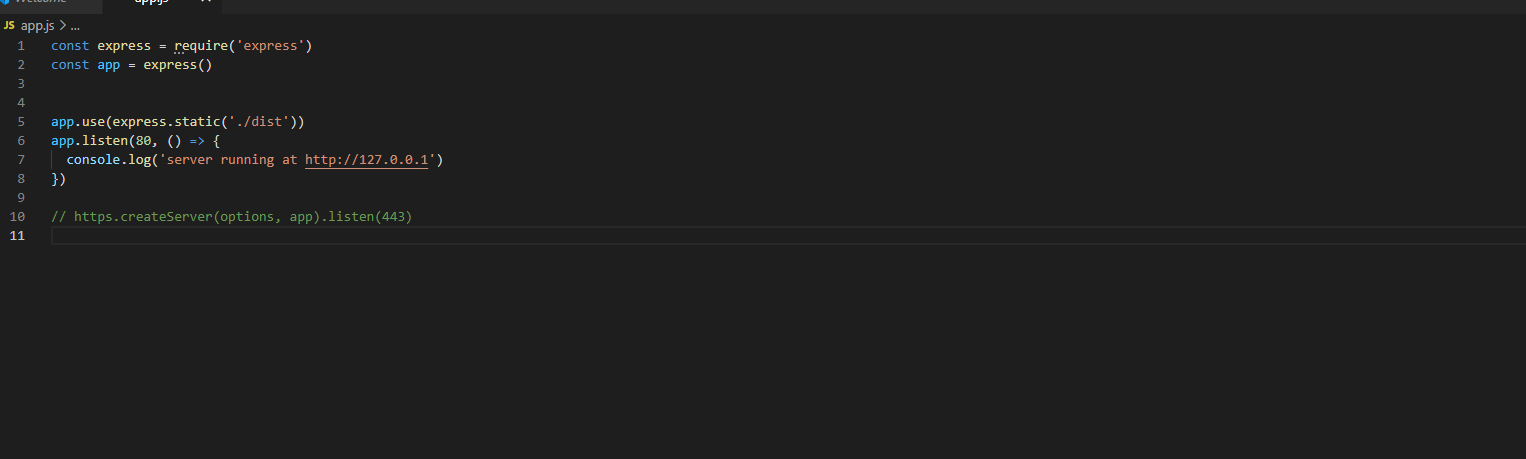 Welcome
app.js
JS app.js > ...
1 const express = require('express')
2 const app = express()
3
4
5 app.use(express.static('./dist'))
6 app.listen(80, () => {
7 console.log('server running at http://127.0.0.1')
8 })
9
10 // https.createServer(options, app).listen(443)
11